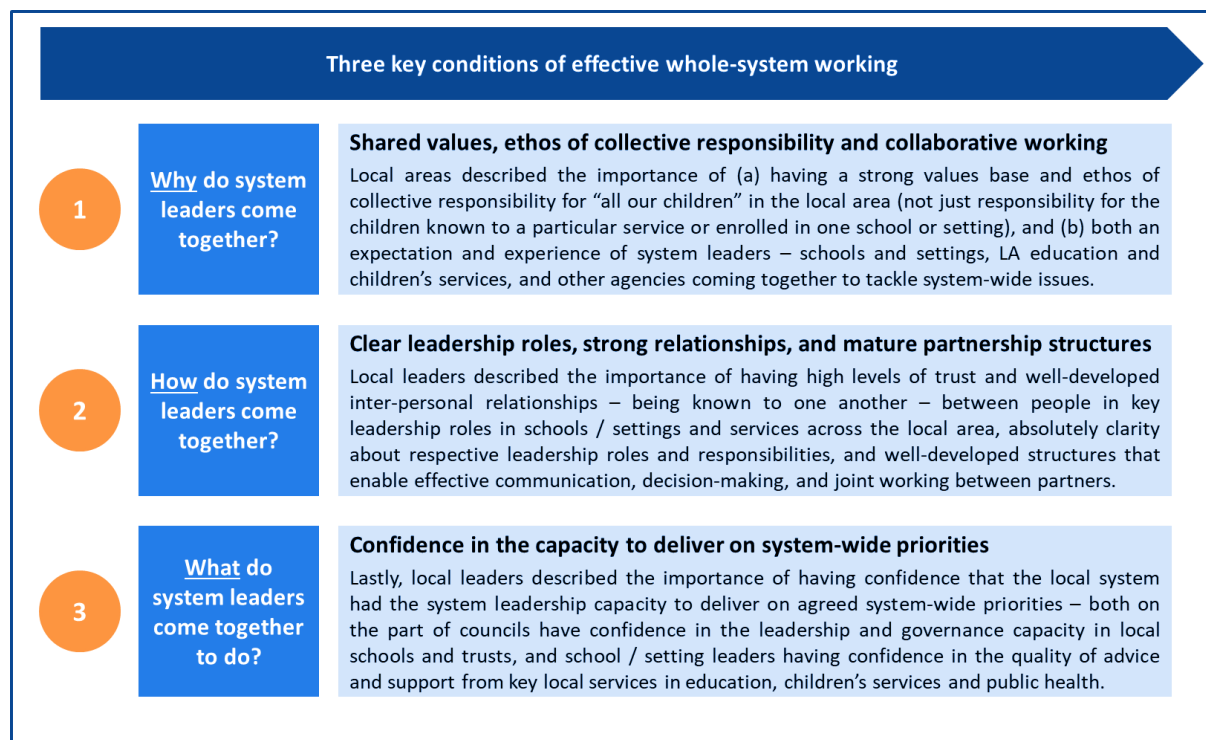 Three key conditions of effective whole-system working
1
Why do system
leaders come
together?
Shared values, ethos of collective responsibility and collaborative working
Local areas described the importance of (a) having a strong values base and ethos of
collective responsibility for “all our children” in the local area (not just responsibility for the
children known to a particular service or enrolled in one school or setting), and (b) both an
expectation and experience of system leaders – schools and settings, LA education and
children’s services, and other agencies coming together to tackle system-wide issues.
2
How do system
leaders come
together?
Clear leadership roles, strong relationships, and mature partnership structures
Local leaders described the importance of having high levels of trust and well-developed
inter-personal relationships – being known to one another – between people in key
leadership roles in schools / settings and services across the local area, absolutely clarity
about respective leadership roles and responsibilities, and well-developed structures that
enable effective communication, decision-making, and joint working between partners.
3
What do
system leaders
come together
to do?
Confidence in the capacity to deliver on system-wide priorities
Lastly, local leaders described the importance of having confidence that the local system
had the system leadership capacity to deliver on agreed system-wide priorities – both on
the part of councils have confidence in the leadership and governance capacity in local
schools and trusts, and school / setting leaders having confidence in the quality of advice
and support from key local services in education, children’s services and public health.